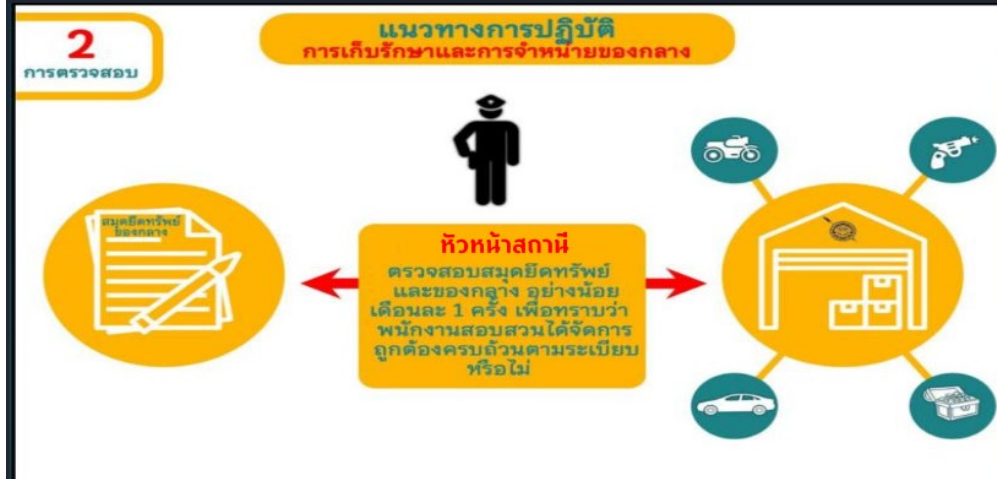 2
การตรวจสอบ
แนวทางการปฏิบัติ
การเก็บรักษาและการจำหน่ายของกลาง
สมุดยึดทรัพย์
ของกลาง
หัวหน้าสถานี
ตรวจสอบสมุดยึดทรัพย์
และของกลาง อย่างน้อย
เดือนละ 1 ครั้ง เพื่อทราบว่า
พนักงานสอบสวนได้จัดการ
ถูกต้องครบถ้วนตามระเบียบ
หรือไม่